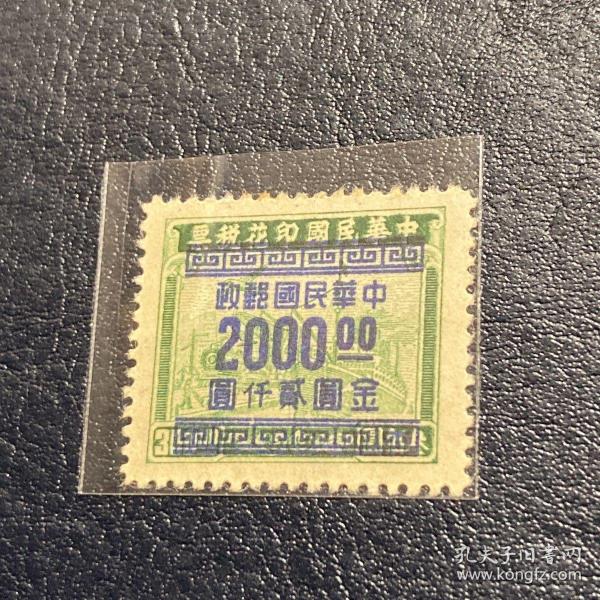 中華民國印花稅票
中華民國郵政
2000.00
金圓貳仟圓
孔夫子旧书网
www.kongfz.com